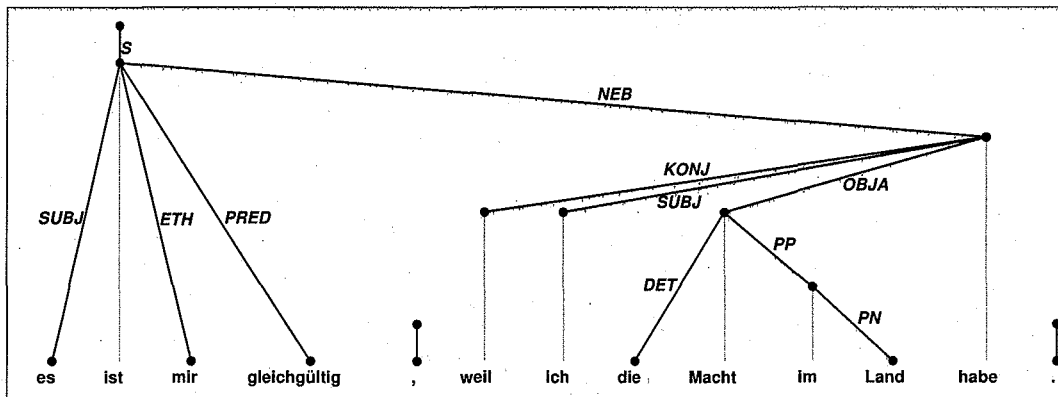 S
NEB
KONJ
SUBJ
OBJA
SUBJ
ETH
PRED
PP
DET
PN
es ist mir gleichgültig , weil ich die Macht im Land habe .